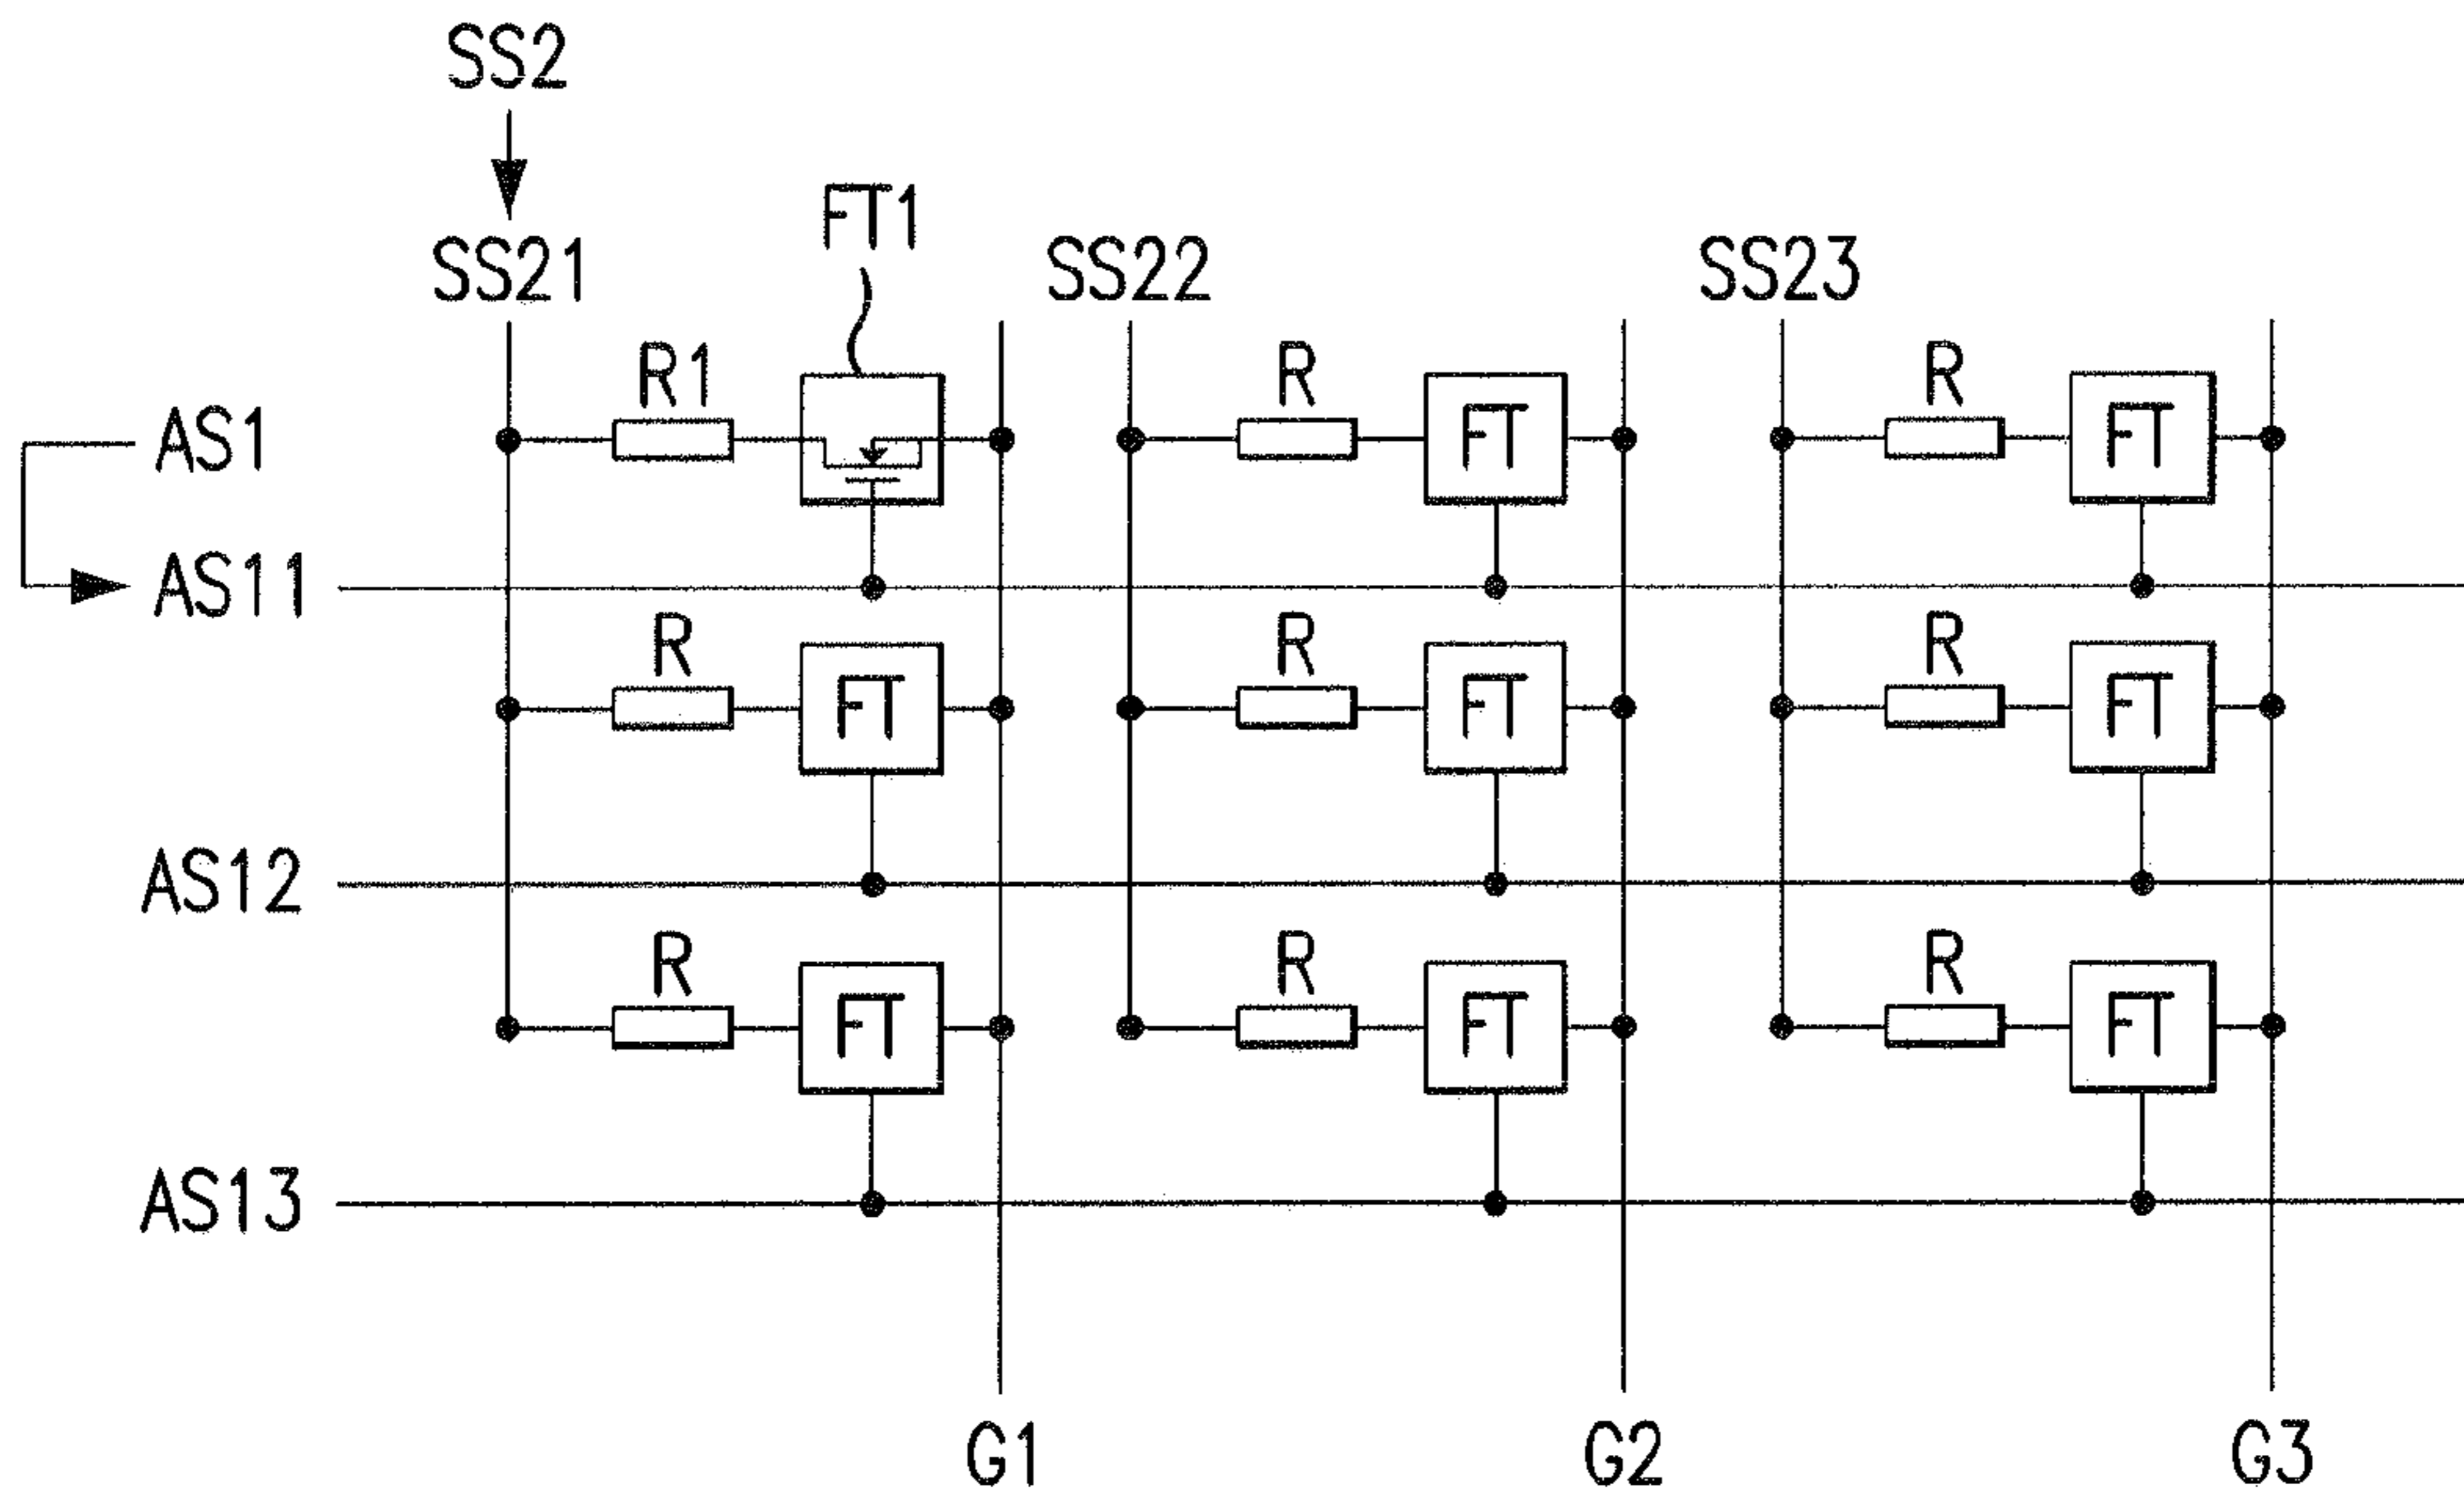 SS2
FT1
SS21 SS22 SS23
R1 R R
AS1 FT FT
AS11
R R R
FT FT FT
AS12
R R R
FT FT FT
AS13
G1 G2 G3